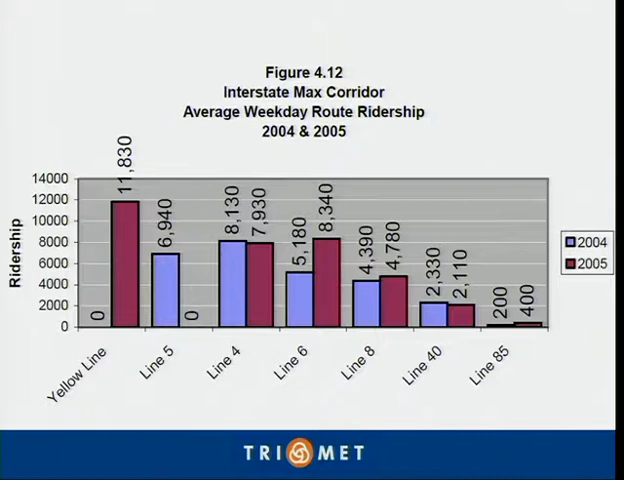 Figure 4.12
Interstate Max Corridor
Average Weekday Route Ridership
2004 & 2005
Ridership
14000
12000
10000
8000
6000
4000
2000
0
0
11,830
6,940
0
8,130
7,930
5,180
8,340
4,390
4,780
2,330
2,110
200
400
Yellow Line
Line 5
Line 4
Line 6
Line 8
Line 40
Line 85
2004
2005
TRI MET